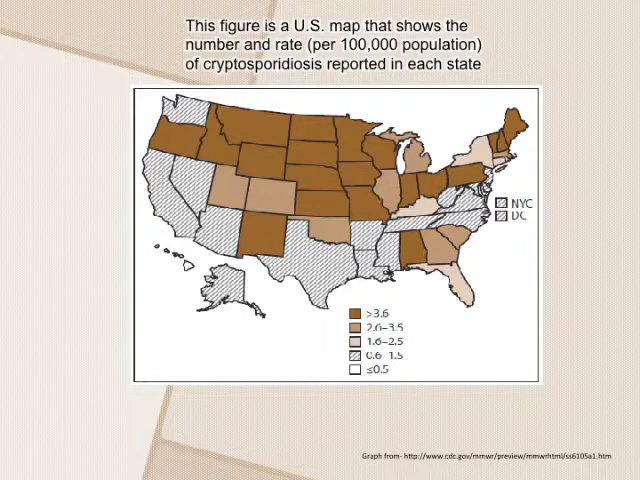 This figure is a U.S. map that shows the
number and rate (per 100,000 population)
of cryptosporidiosis reported in each state
NYC
DC
>3.6
2.6–3.5
1.6–2.5
0.6–1.5
≤0.5
Graph from- http://www.cdc.gov/mmwr/preview/mmwrhtml/ss6105a1.htm